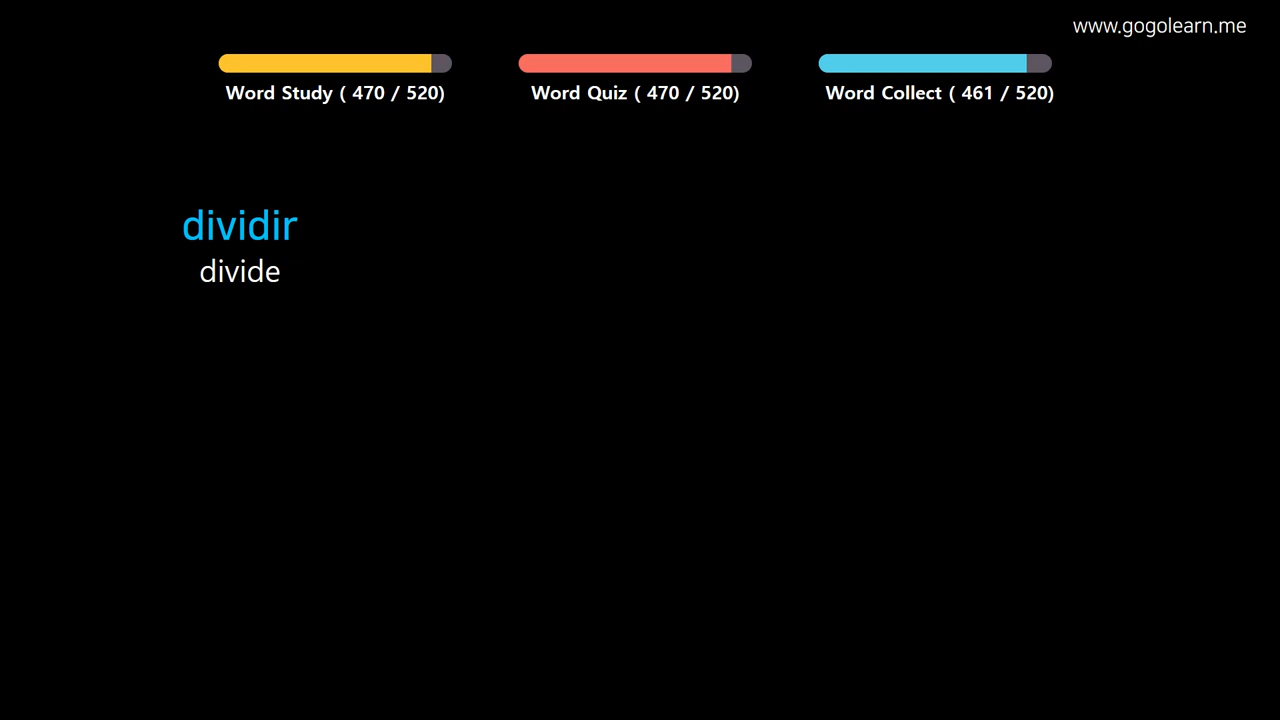 www.gogolearn.me
Word Study ( 470 / 520)
Word Quiz ( 470 / 520)
Word Collect ( 461 / 520)
dividir
divide